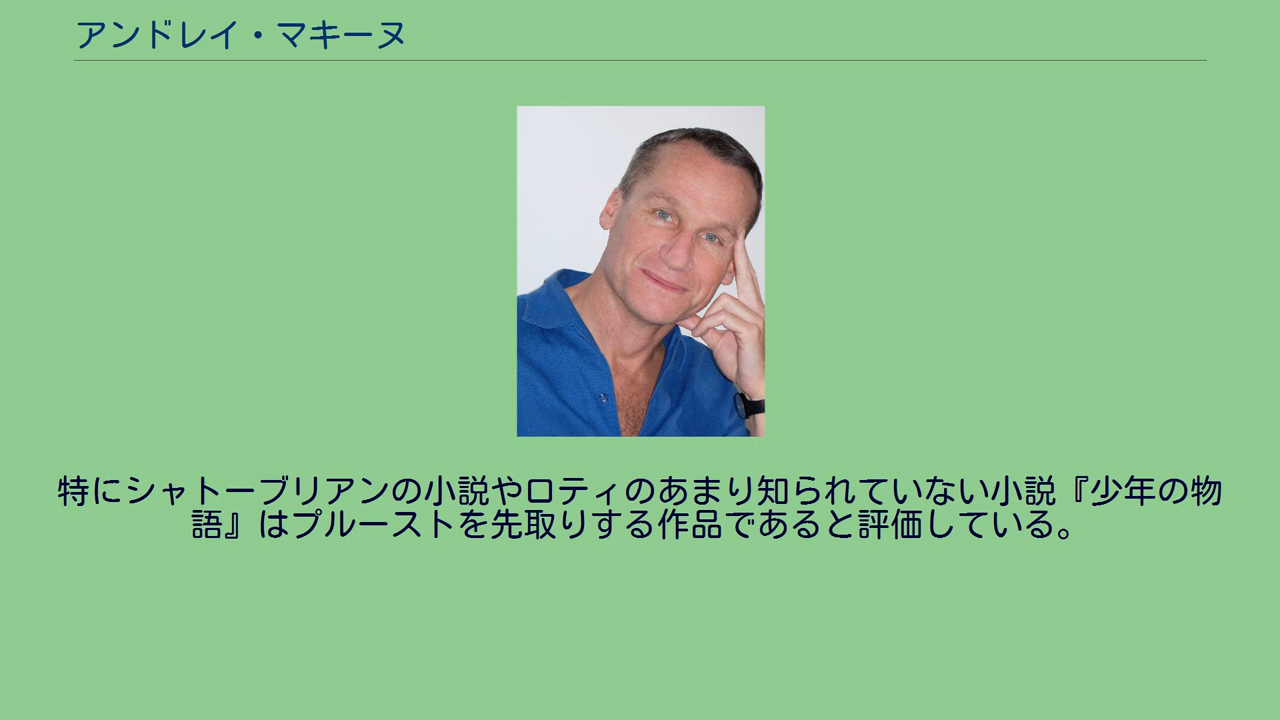 アンドレイ・マキーヌ
特にシャトーブリアンの小説やロティのあまり知られていない小説『少年の物
語』はプルーストを先取りする作品であると評価している。